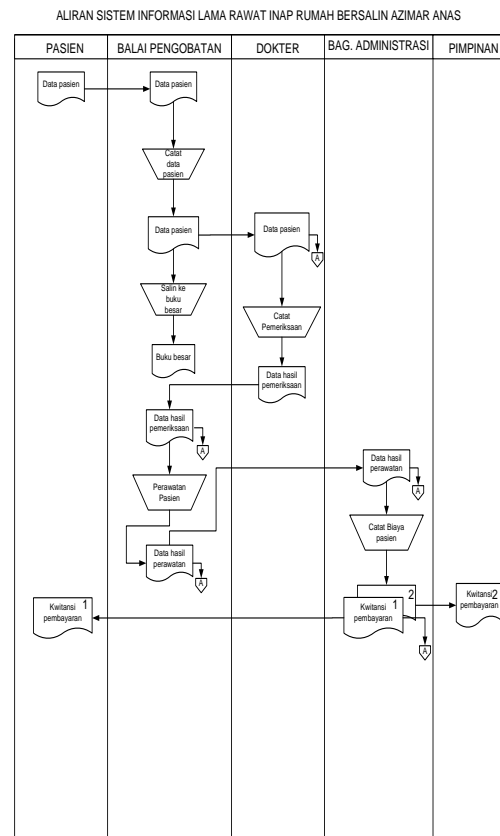 ALIRAN SISTEM INFORMASI LAMA RAWAT INAP RUMAH BERSALIN AZIMAR ANAS
PASIEN
BALAI PENGOBATAN
DOKTER
BAG. ADMINISTRASI
PIMPINAN
Data pasien
Data pasien
Catat
data
pasien
Data pasien
Data pasien
A
Salin ke
buku
besar
Catat
Pemeriksaan
Buku besar
Data hasil
pemeriksaan
Data hasil
pemeriksaan
A
Data hasil
perawatan
A
Perawatan
Pasien
Catat Biaya
pasien
Data hasil
perawatan
A
Kwitansi 1
pembayaran
2
Kwitansi 1
pembayaran
A
Kwitansi 2
pembayaran